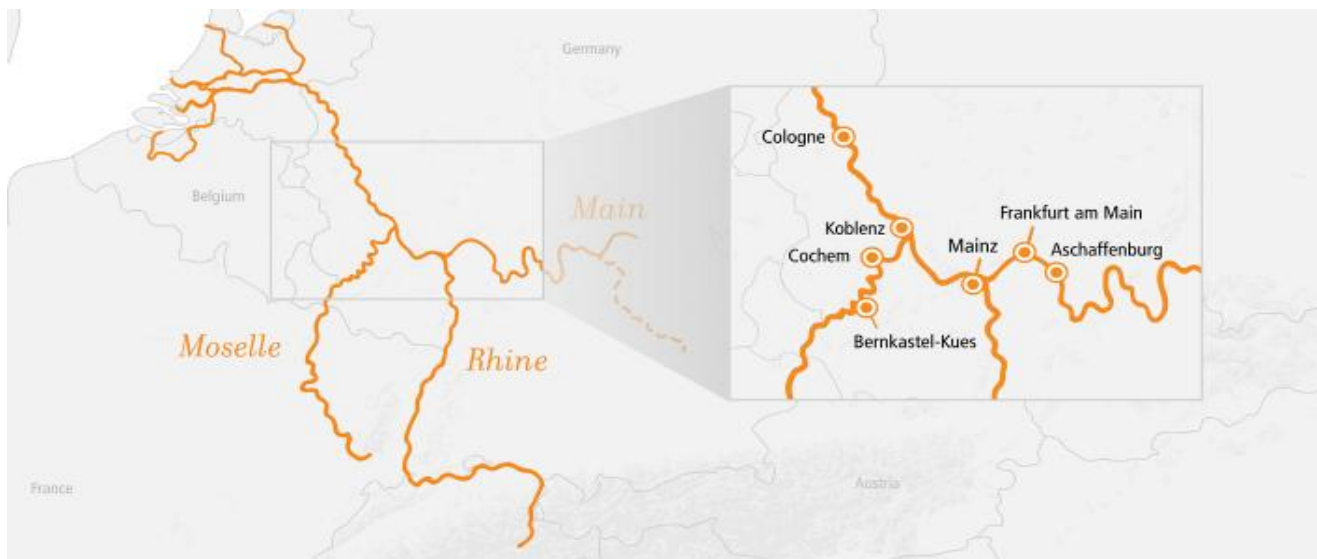 Germany
Belgium
Main
Moselle
Rhine
France
Austria
Cologne
Koblenz
Cochem
Mainz
Frankfurt am Main
Aschaffenburg
Bernkastel-Kues